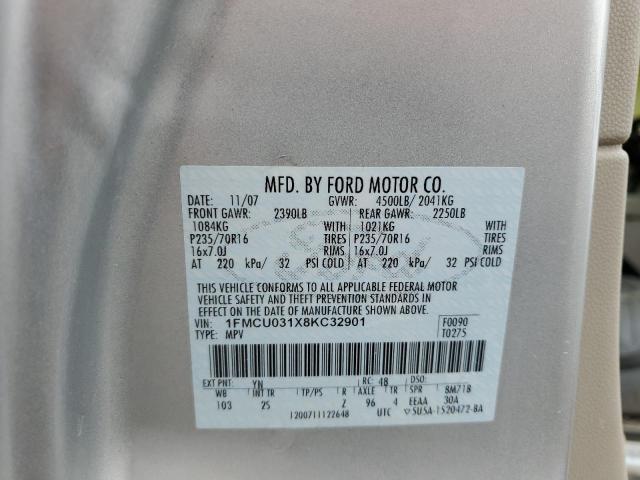 MFD. BY FORD MOTOR CO.
DATE: 11/07 GVWR: 4500LB/ 2041KG
FRONT GAWR: 2390LB REAR GAWR: 2250LB
1084KG WITH 1021KG WITH
P235/70R16 TIRES P235/70R16 TIRES
16x7.0J RIMS 16x7.0J RIMS
AT 220 kPa/ 32 PSI COLD AT 220 kPa/ 32 PSI COLD
THIS VEHICLE CONFORMS TO ALL APPLICABLE FEDERAL MOTOR
VEHICLE SAFETY AND THEFT PREVENTION STANDARDS IN
EFFECT ON THE DATE OF MANUFACTURE SHOWN ABOVE.
VIN: 1FMCU031X8KC32901 F0090
TYPE: MPV T0275
EXT PNT: YN RC: 48 DSO:
WB INT TR TP/PS R AXLE TR SPR 8M718
103 25 Z 96 4 EEAA 30A
1200711122648 UTC ▽5U5A-1520472-BA